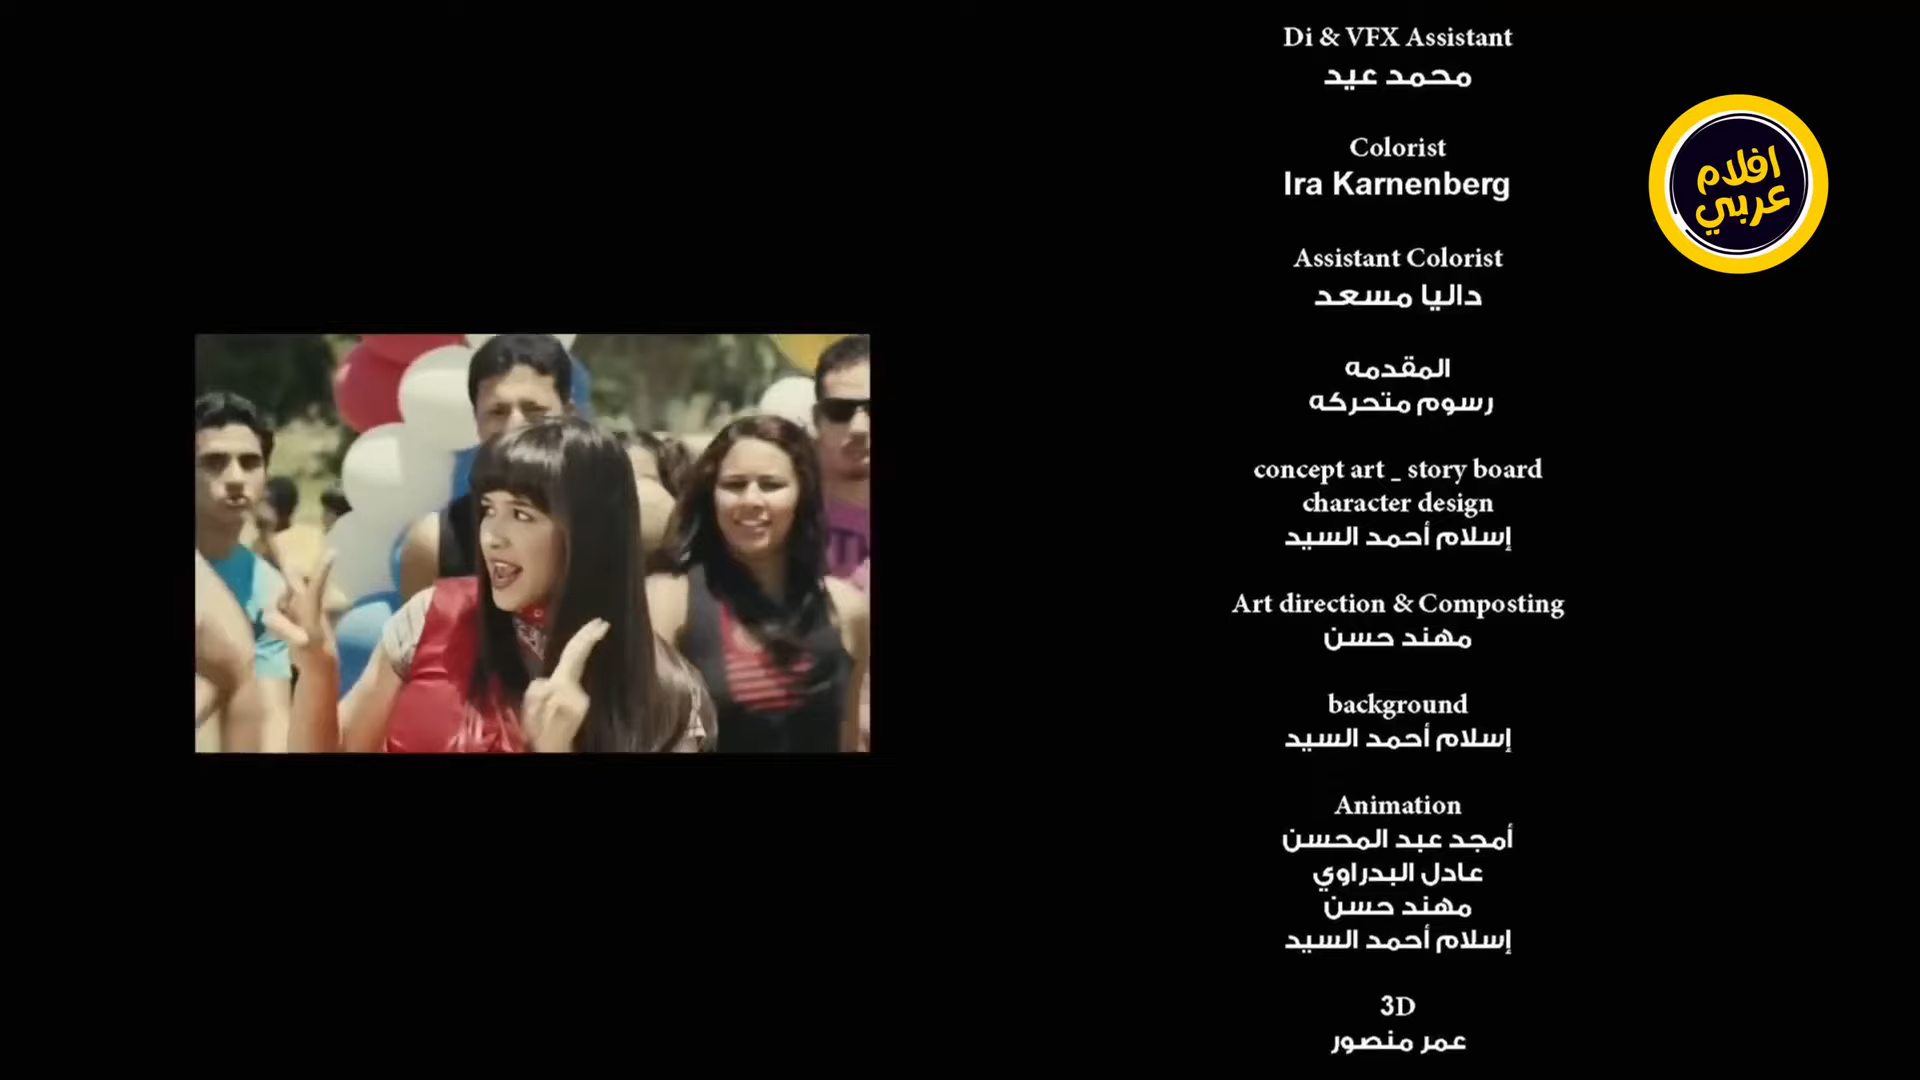 Di & VFX Assistant
محمد عيد
Colorist
Ira Karnenberg
Assistant Colorist
داليا مسعد
المقدمه
رسوم متحركه
concept art _ story board
character design
إسلام أحمد السيد
Art direction & Composting
مهند حسن
background
إسلام أحمد السيد
Animation
أمجد عبد المحسن
عادل البدراوي
مهند حسن
إسلام أحمد السيد
3D
عمر منصور
افلام
عربي